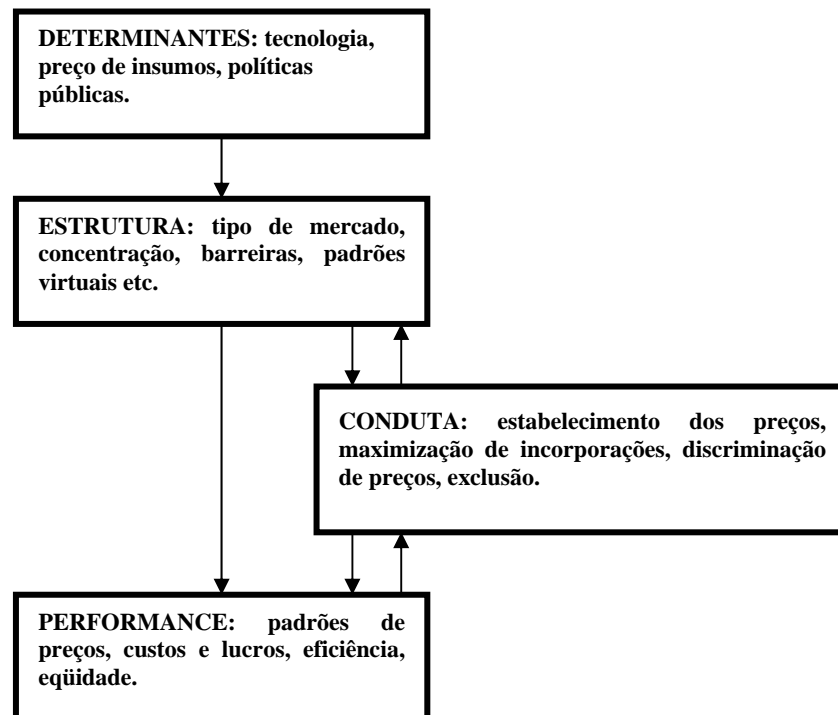 DETERMINANTES: tecnologia,
preço de insumos, políticas
públicas.
ESTRUTURA: tipo de mercado,
concentração, barreiras, padrões
virtuais etc.
CONDUTA: estabelecimento dos preços,
maximização de incorporações, discriminação
de preços, exclusão.
PERFORMANCE: padrões de
preços, custos e lucros, eficiência,
eqüidade.